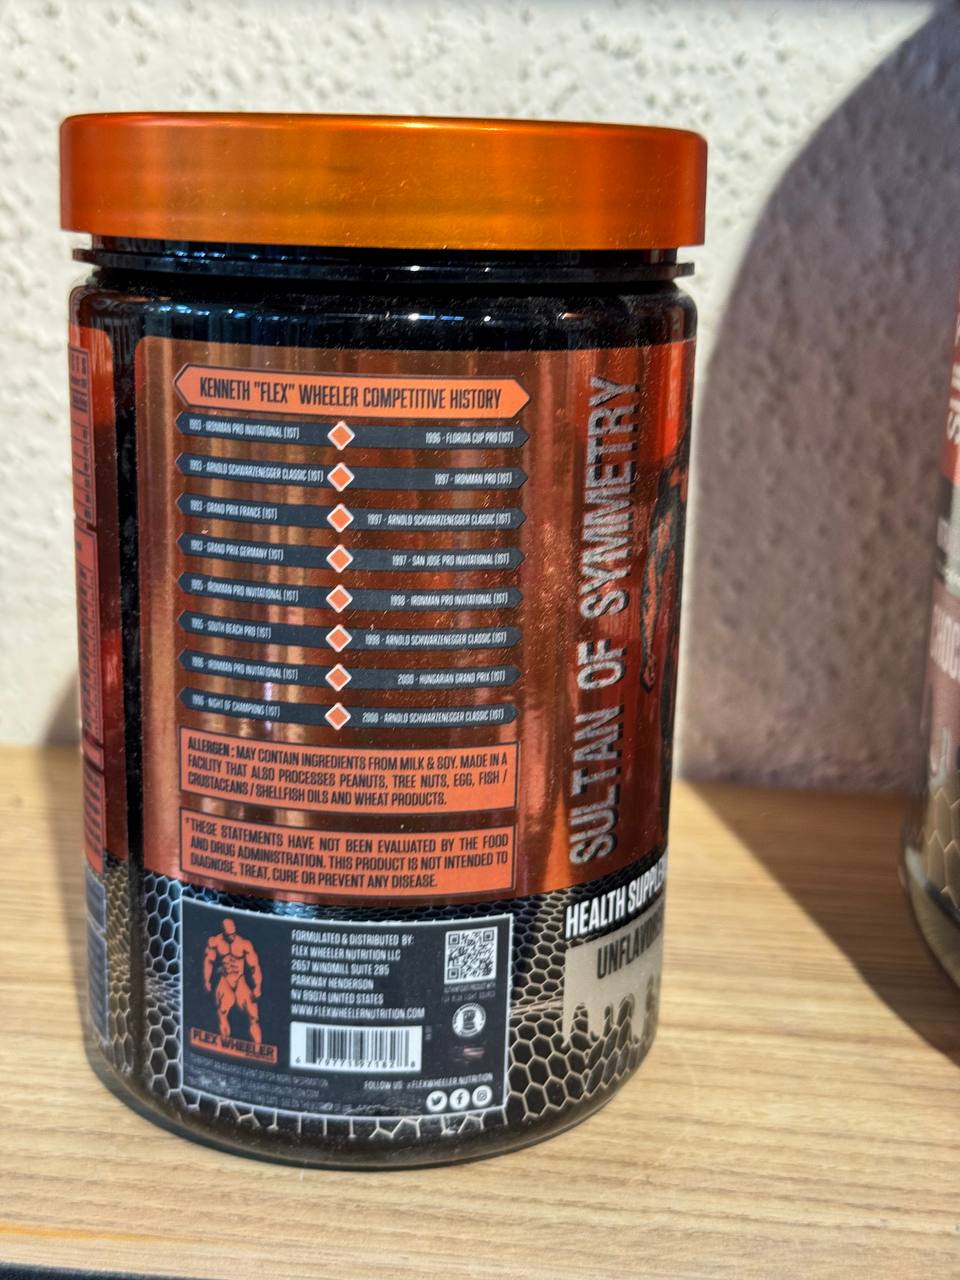 KENNETH "FLEX" WHEELER COMPETITIVE HISTORY
1993 - IRONMAN PRO INVITATIONAL (1ST)
1993 - ARNOLD SCHWARZENEGGER CLASSIC (1ST)
1993 - GRAND PRIX FRANCE (1ST)
1993 - GRAND PRIX GERMANY (1ST)
1995 - IRONMAN PRO INVITATIONAL (1ST)
1995 - SOUTH BEACH PRO (1ST)
1996 - IRONMAN PRO INVITATIONAL (1ST)
1996 - NIGHT OF CHAMPIONS (1ST)
1996 - FLORIDA CUP PRO (1ST)
1997 - IRONMAN PRO (1ST)
1997 - ARNOLD SCHWARZENEGGER CLASSIC (1ST)
1997 - SAN JOSE PRO INVITATIONAL (1ST)
1998 - IRONMAN PRO INVITATIONAL (1ST)
1998 - ARNOLD SCHWARZENEGGER CLASSIC (1ST)
2000 - HUNGARIAN GRAND PRIX (1ST)
2000 - ARNOLD SCHWARZENEGGER CLASSIC (1ST)
ALLERGEN : MAY CONTAIN INGREDIENTS FROM MILK & SOY. MADE IN A
FACILITY THAT ALSO PROCESSES PEANUTS, TREE NUTS, EGG, FISH /
CRUSTACEANS / SHELLFISH OILS AND WHEAT PRODUCTS.
*THESE STATEMENTS HAVE NOT BEEN EVALUATED BY THE FOOD
AND DRUG ADMINISTRATION. THIS PRODUCT IS NOT INTENDED TO
DIAGNOSE, TREAT, CURE OR PREVENT ANY DISEASE.
FLEX WHEELER
FORMULATED & DISTRIBUTED BY:
FLEX WHEELER NUTRITION LLC
2657 WINDMILL SUITE 285
PARKWAY HENDERSON
NV 89074 UNITED STATES
WWW.FLEXWHEELERNUTRITION.COM
FOLLOW US:
SULTAN OF SYMMETRY
HEALTH